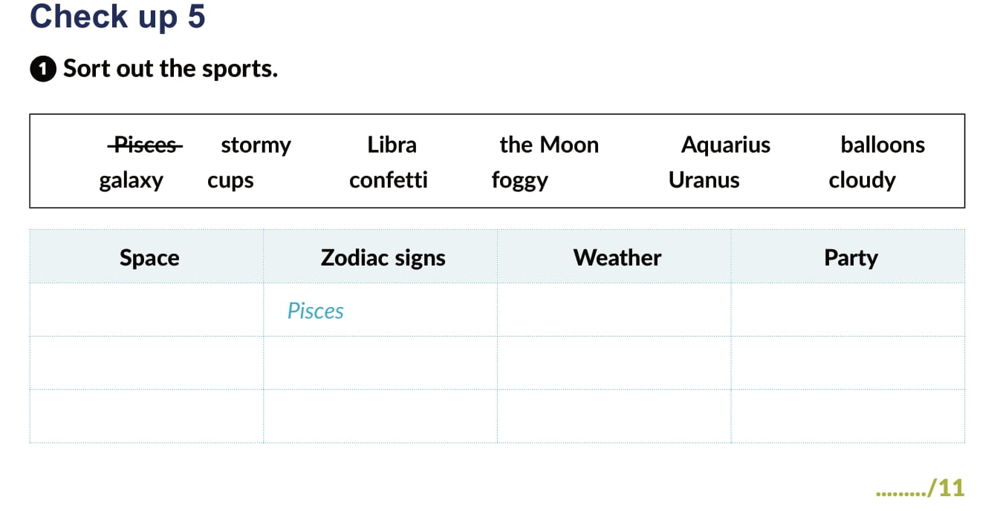 Check up 5
1 Sort out the sports.
Pisces stormy Libra the Moon Aquarius balloons
galaxy cups confetti foggy Uranus cloudy
Space Zodiac signs Weather Party
Pisces
........./11